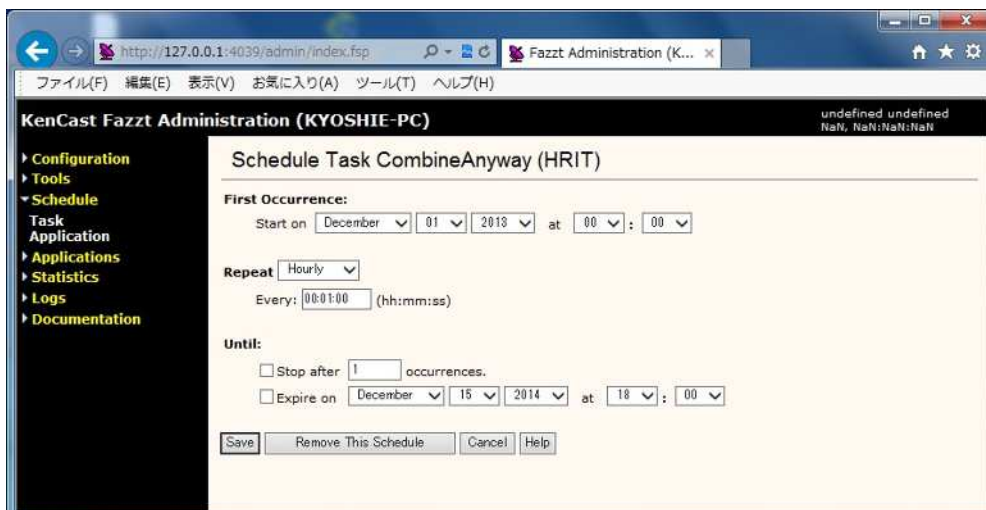 http://127.0.0.1:4039/admin/index.fsp
Fazzt Administration (K...
ファイル(F) 編集(E) 表示(V) お気に入り(A) ツール(T) ヘルプ(H)
KenCast Fazzt Administration (KYOSHIE-PC)
undefined undefined
NaN, NaN:NaN:NaN
Configuration
Tools
Schedule
Task
Application
Applications
Statistics
Logs
Documentation
Schedule Task CombineAnyway (HRIT)
First Occurrence:
Start on December 01 2013 at 00 : 00
Repeat Hourly
Every: 00:01:00 (hh:mm:ss)
Until:
Stop after 1 occurrences.
Expire on December 15 2014 at 18 : 00
Save Remove This Schedule Cancel Help